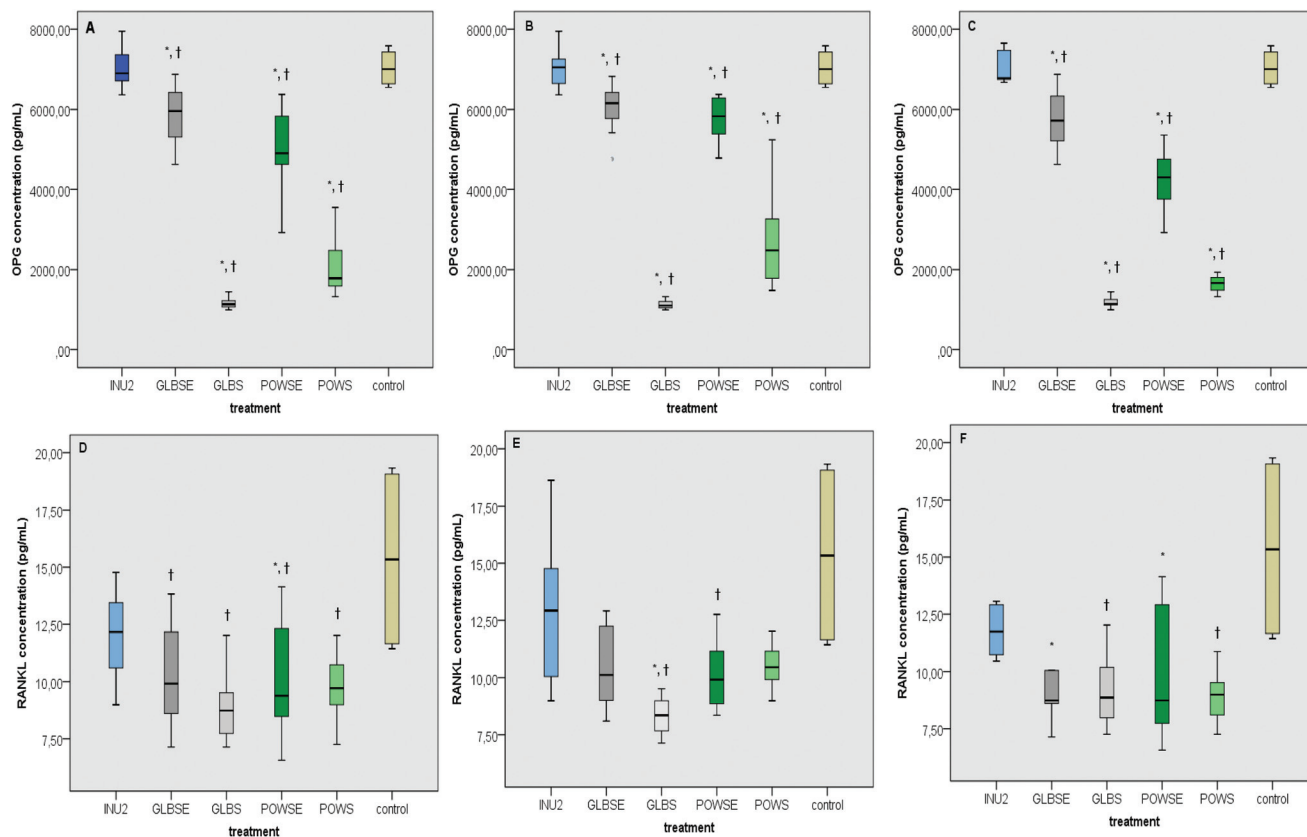 A
OPG concentration (pg/mL)
8000,00
6000,00
4000,00
2000,00
,00
*, †
*, †
*, †
*, †
INU2 GLBSE GLBS POWSE POWS control
treatment
B
OPG concentration (pg/mL)
8000,00
6000,00
4000,00
2000,00
,00
*, †
*, †
*, †
*, †
INU2 GLBSE GLBS POWSE POWS control
treatment
C
OPG concentration (pg/mL)
8000,00
6000,00
4000,00
2000,00
,00
*, †
*, †
*, †
*, †
INU2 GLBSE GLBS POWSE POWS control
treatment
D
RANKL concentration (pg/mL)
20,00
17,50
15,00
12,50
10,00
7,50
†
†
*, †
†
INU2 GLBSE GLBS POWSE POWS control
treatment
E
RANKL concentration (pg/mL)
20,00
17,50
15,00
12,50
10,00
7,50
*, †
†
INU2 GLBSE GLBS POWSE POWS control
treatment
F
RANKL concentration (pg/mL)
20,00
17,50
15,00
12,50
10,00
7,50
*
†
*
†
INU2 GLBSE GLBS POWSE POWS control
treatment